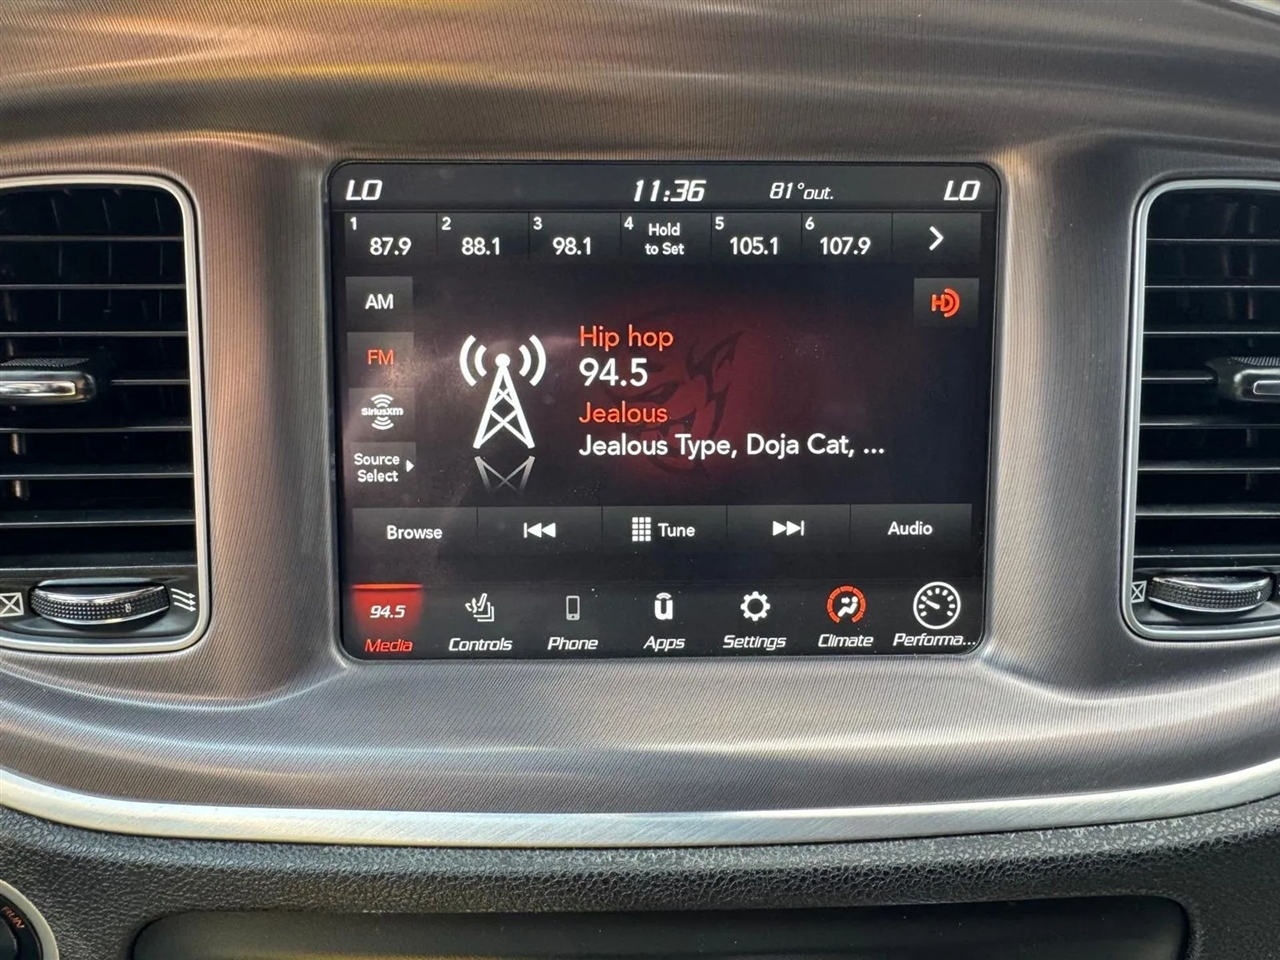 LO 11:36 81°out. LO
1 87.9 2 88.1 3 98.1 4 Hold to Set 5 105.1 6 107.9
AM
HD
FM
Hip hop
94.5
SiriusXM
Jealous
Jealous Type, Doja Cat, ...
Source
Select
Browse Tune Audio
94.5
Media Controls Phone Apps Settings Climate Performa...
RUN